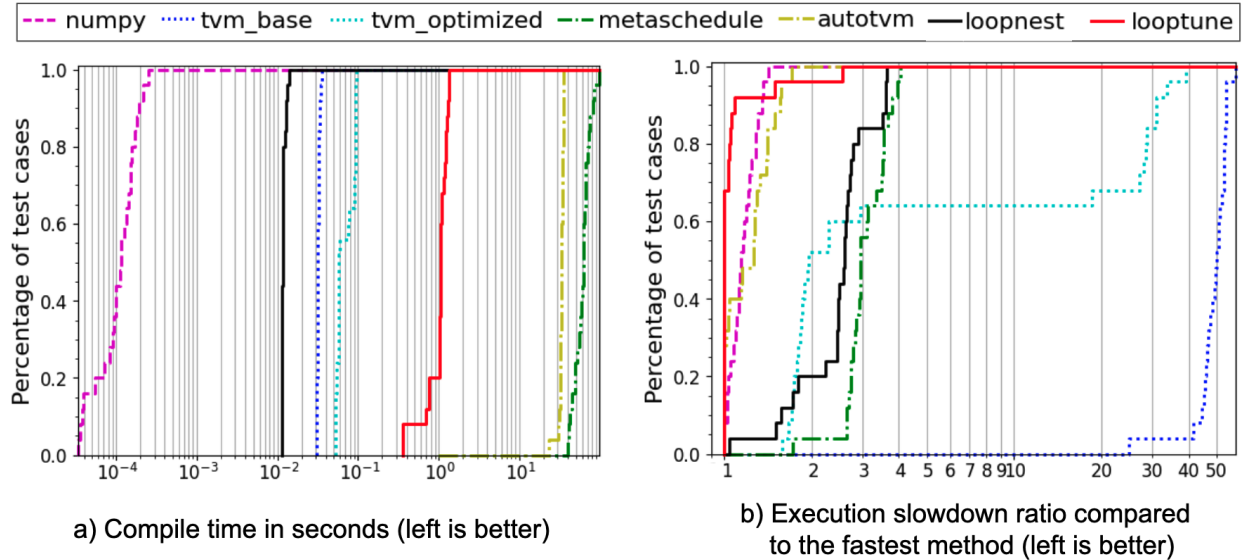 numpy tvm_base tvm_optimized metaschedule autotvm loopnest looptune
Percentage of test cases
1.0
0.8
0.6
0.4
0.2
0.0
10⁻⁴ 10⁻³ 10⁻² 10⁻¹ 10⁰ 10¹
a) Compile time in seconds (left is better)
Percentage of test cases
1.0
0.8
0.6
0.4
0.2
0.0
1 2 3 4 5 6 7 8 9 10 20 30 40 50
b) Execution slowdown ratio compared
to the fastest method (left is better)